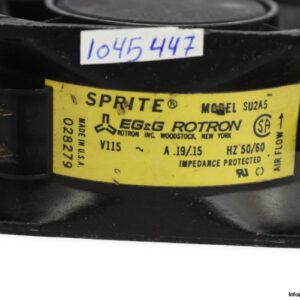 1045447
SPRITE® MODEL SU2A5
EG&G ROTRON
ROTRON INC. WOODSTOCK, NEW YORK
V115 ~ A .19/.15 HZ 50/60
IMPEDANCE PROTECTED
MADE IN U.S.A.
028279
AIR FLOW